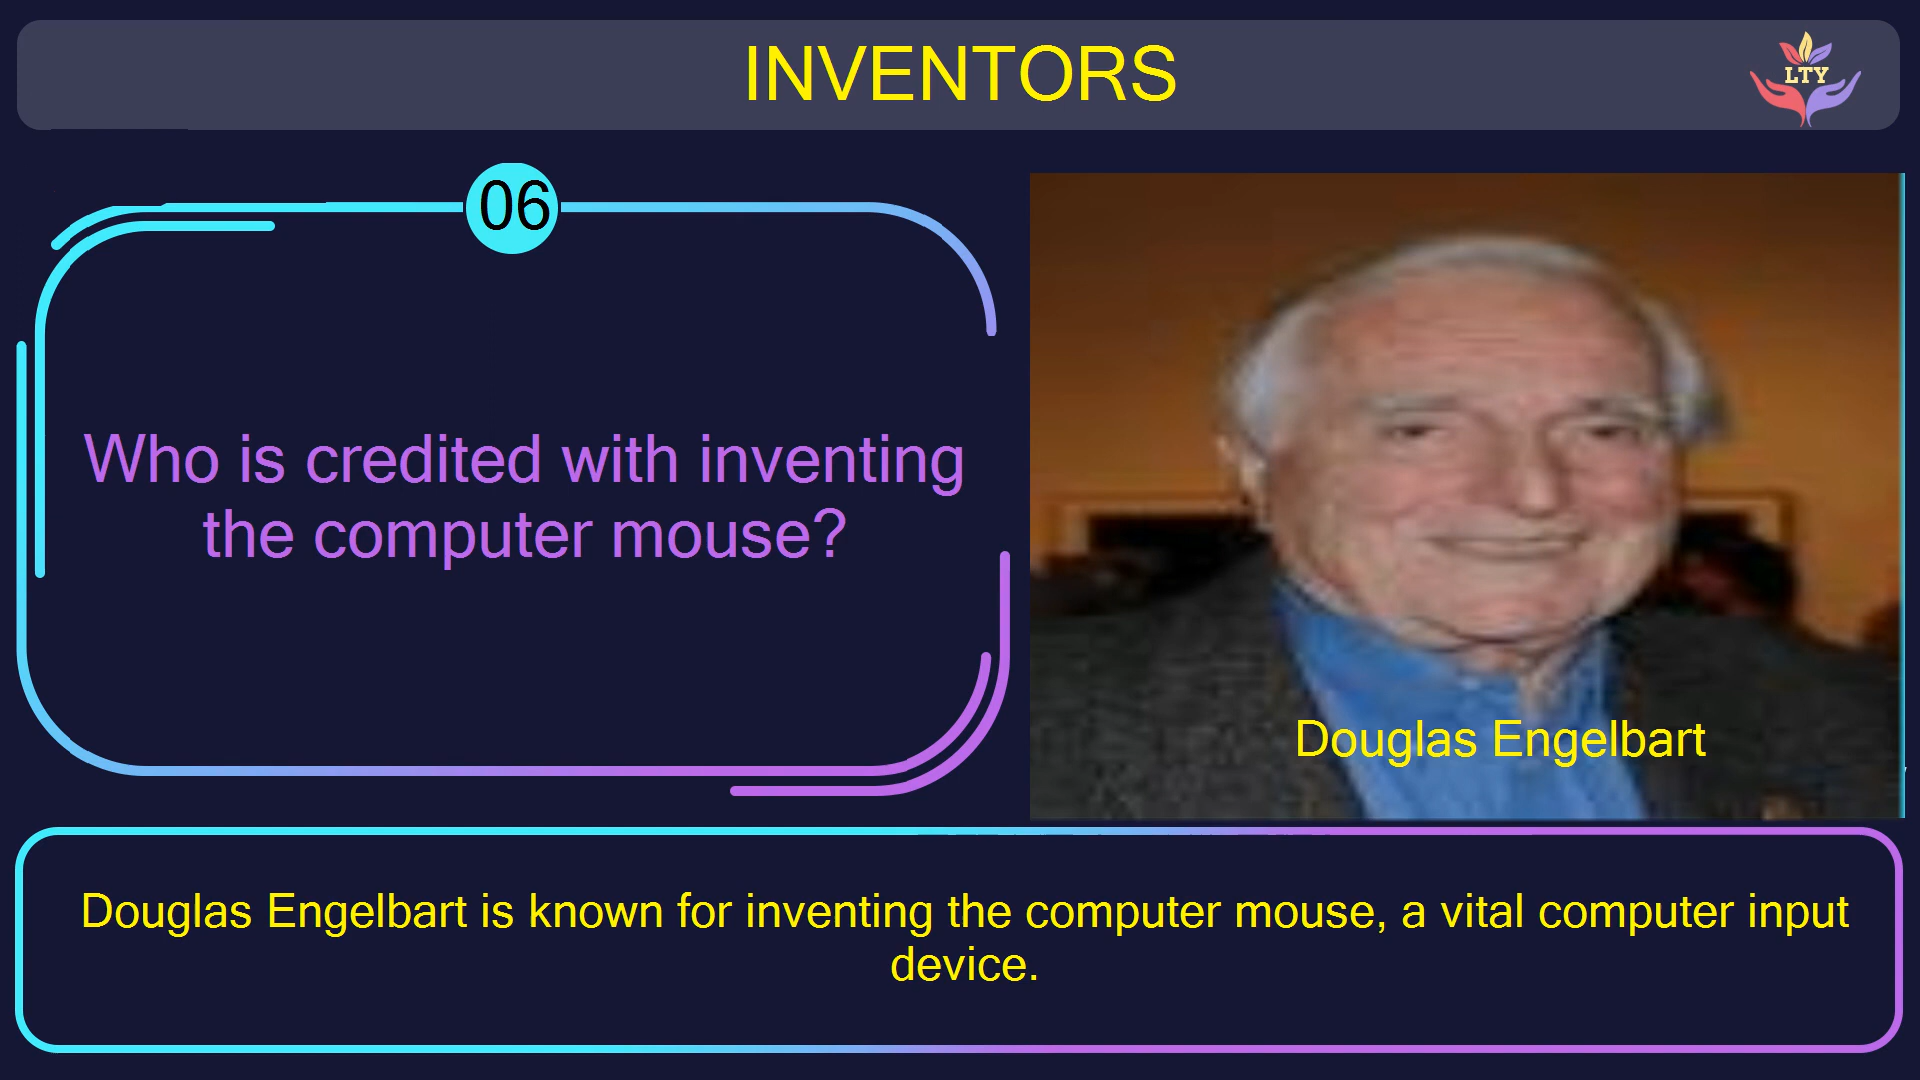 INVENTORS
LTY
06
Who is credited with inventing
the computer mouse?
Douglas Engelbart
Douglas Engelbart is known for inventing the computer mouse, a vital computer input
device.